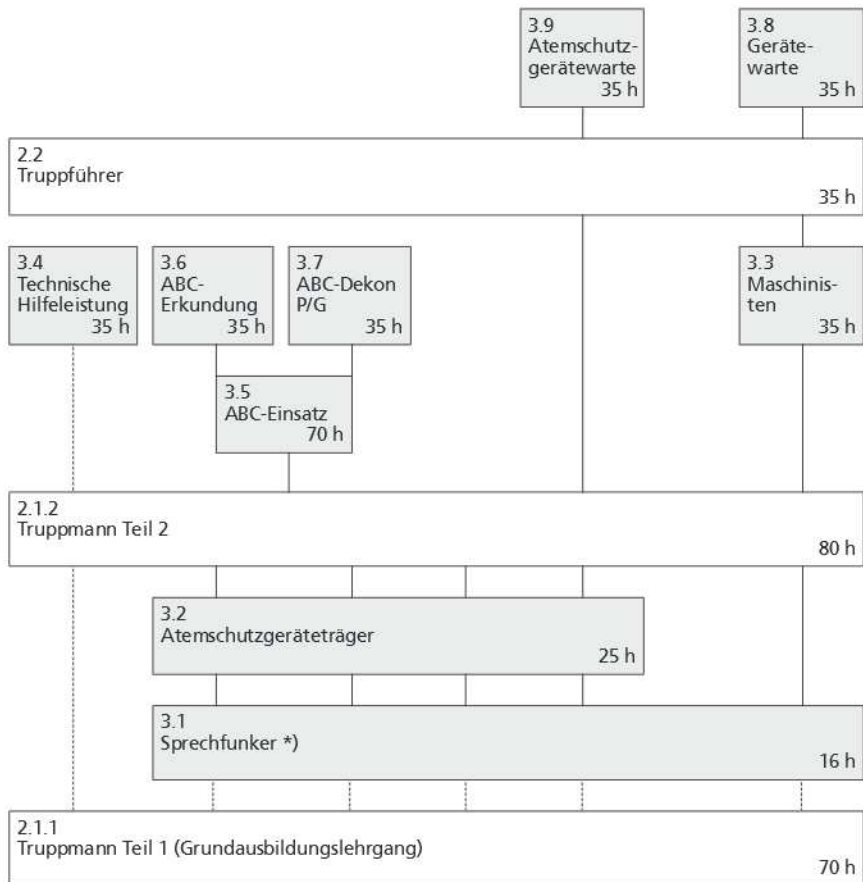 3.9
Atemschutz-
gerätewarte
35 h
3.8
Geräte-
warte
35 h
2.2
Truppführer
35 h
3.4
Technische
Hilfeleistung
35 h
3.6
ABC-
Erkundung
35 h
3.7
ABC-Dekon
P/G
35 h
3.3
Maschinis-
ten
35 h
3.5
ABC-Einsatz
70 h
2.1.2
Truppmann Teil 2
80 h
3.2
Atemschutzgeräteträger
25 h
3.1
Sprechfunker *)
16 h
2.1.1
Truppmann Teil 1 (Grundausbildungslehrgang)
70 h